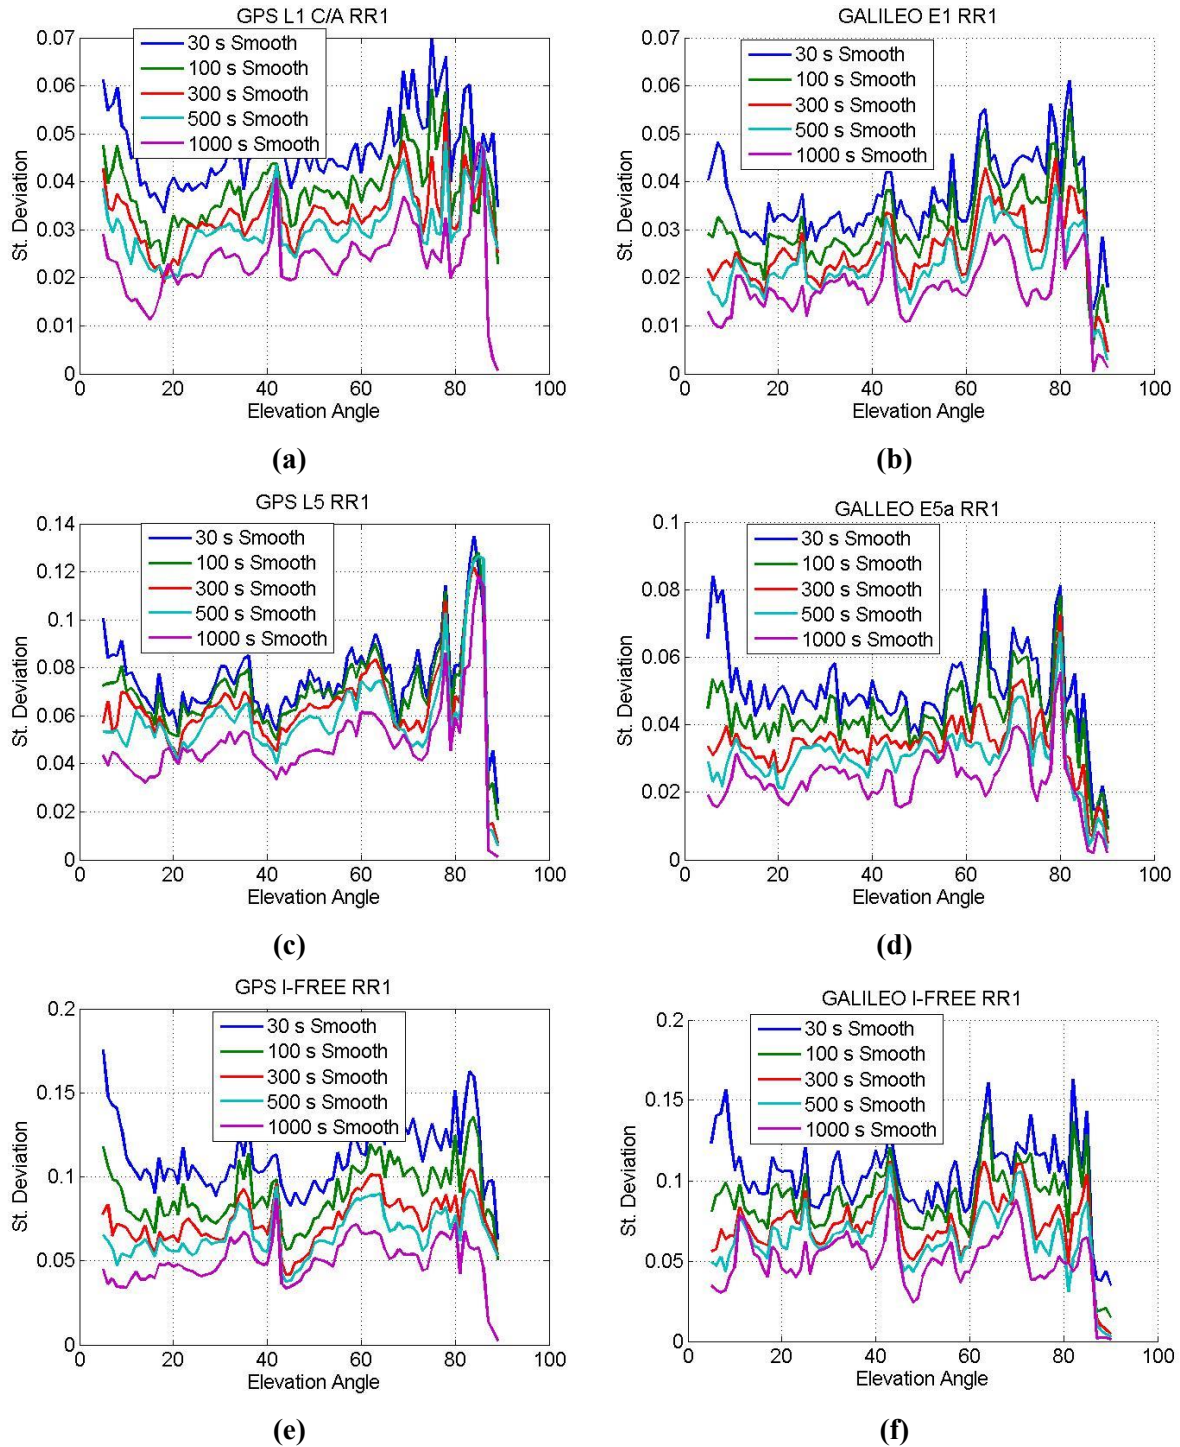 GPS L1 C/A RR1
0.07
0.06
0.05
0.04
0.03
0.02
0.01
0
St. Deviation
30 s Smooth
100 s Smooth
300 s Smooth
500 s Smooth
1000 s Smooth
0 20 40 60 80 100
Elevation Angle
(a)
GALILEO E1 RR1
0.07
0.06
0.05
0.04
0.03
0.02
0.01
0
St. Deviation
30 s Smooth
100 s Smooth
300 s Smooth
500 s Smooth
1000 s Smooth
0 20 40 60 80 100
Elevation Angle
(b)
GPS L5 RR1
0.14
0.12
0.1
0.08
0.06
0.04
0.02
0
St. Deviation
30 s Smooth
100 s Smooth
300 s Smooth
500 s Smooth
1000 s Smooth
0 20 40 60 80 100
Elevation Angle
(c)
GALLEO E5a RR1
0.1
0.08
0.06
0.04
0.02
0
St. Deviation
30 s Smooth
100 s Smooth
300 s Smooth
500 s Smooth
1000 s Smooth
0 20 40 60 80 100
Elevation Angle
(d)
GPS I-FREE RR1
0.2
0.15
0.1
0.05
0
St. Deviation
30 s Smooth
100 s Smooth
300 s Smooth
500 s Smooth
1000 s Smooth
0 20 40 60 80 100
Elevation Angle
(e)
GALILEO I-FREE RR1
0.2
0.15
0.1
0.05
0
St. Deviation
30 s Smooth
100 s Smooth
300 s Smooth
500 s Smooth
1000 s Smooth
0 20 40 60 80 100
Elevation Angle
(f)